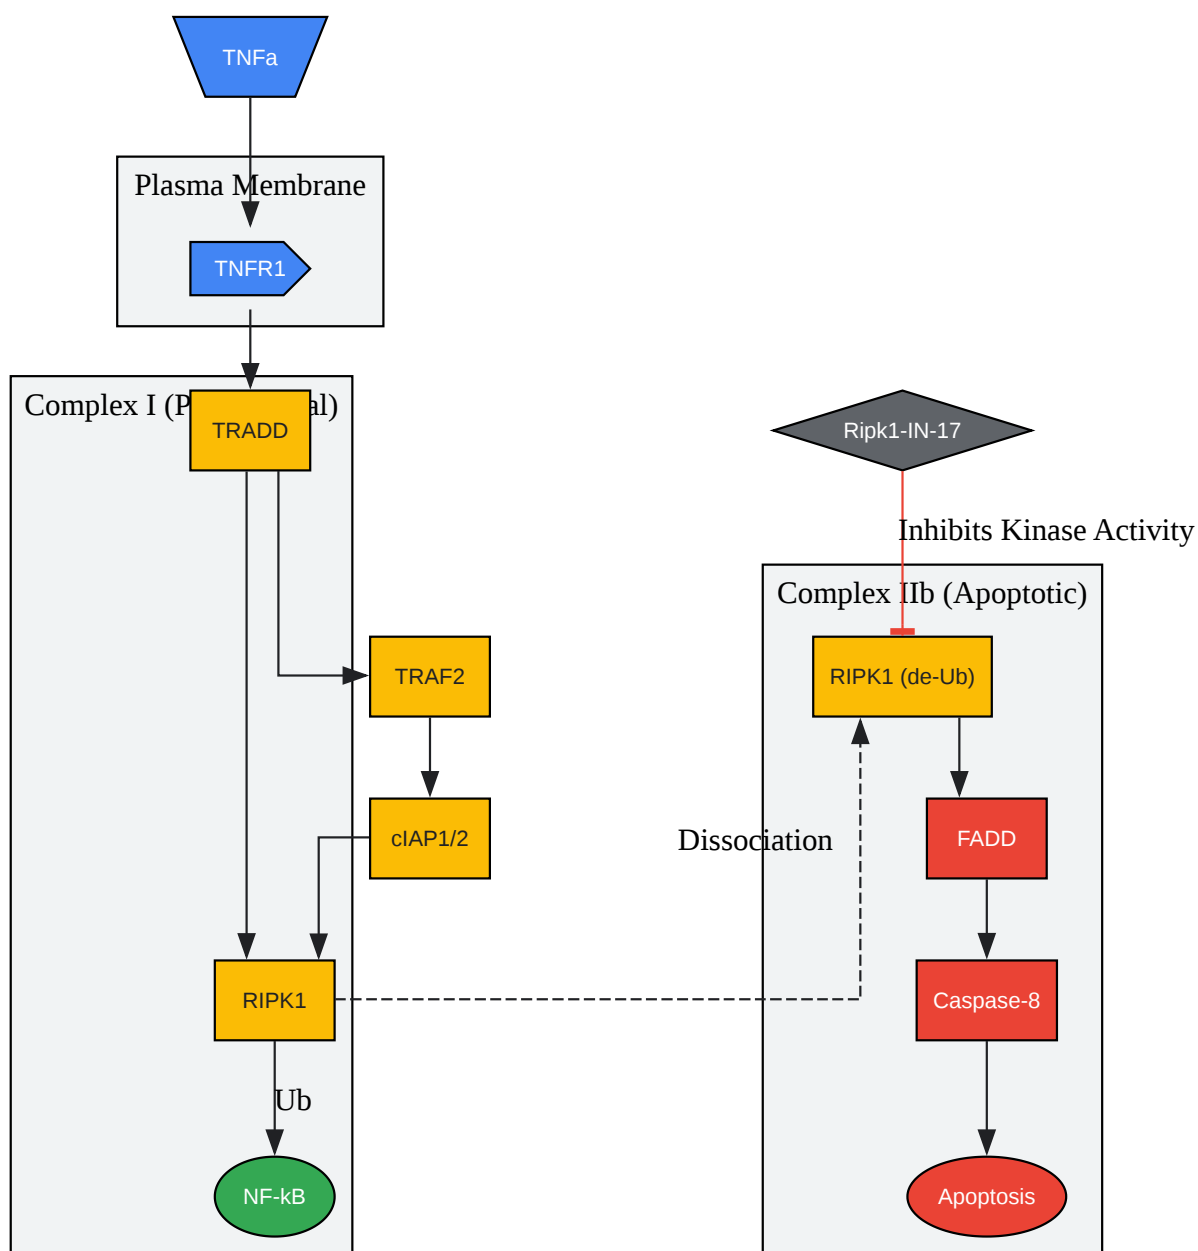 TNFa
Plasma Membrane
TNFR1
Complex I (P al)
TRADD
Ripk1-IN-17
Inhibits Kinase Activity
Complex IIb (Apoptotic)
TRAF2
RIPK1 (de-Ub)
cIAP1/2
Dissociation
FADD
RIPK1
Caspase-8
Ub
NF-kB
Apoptosis